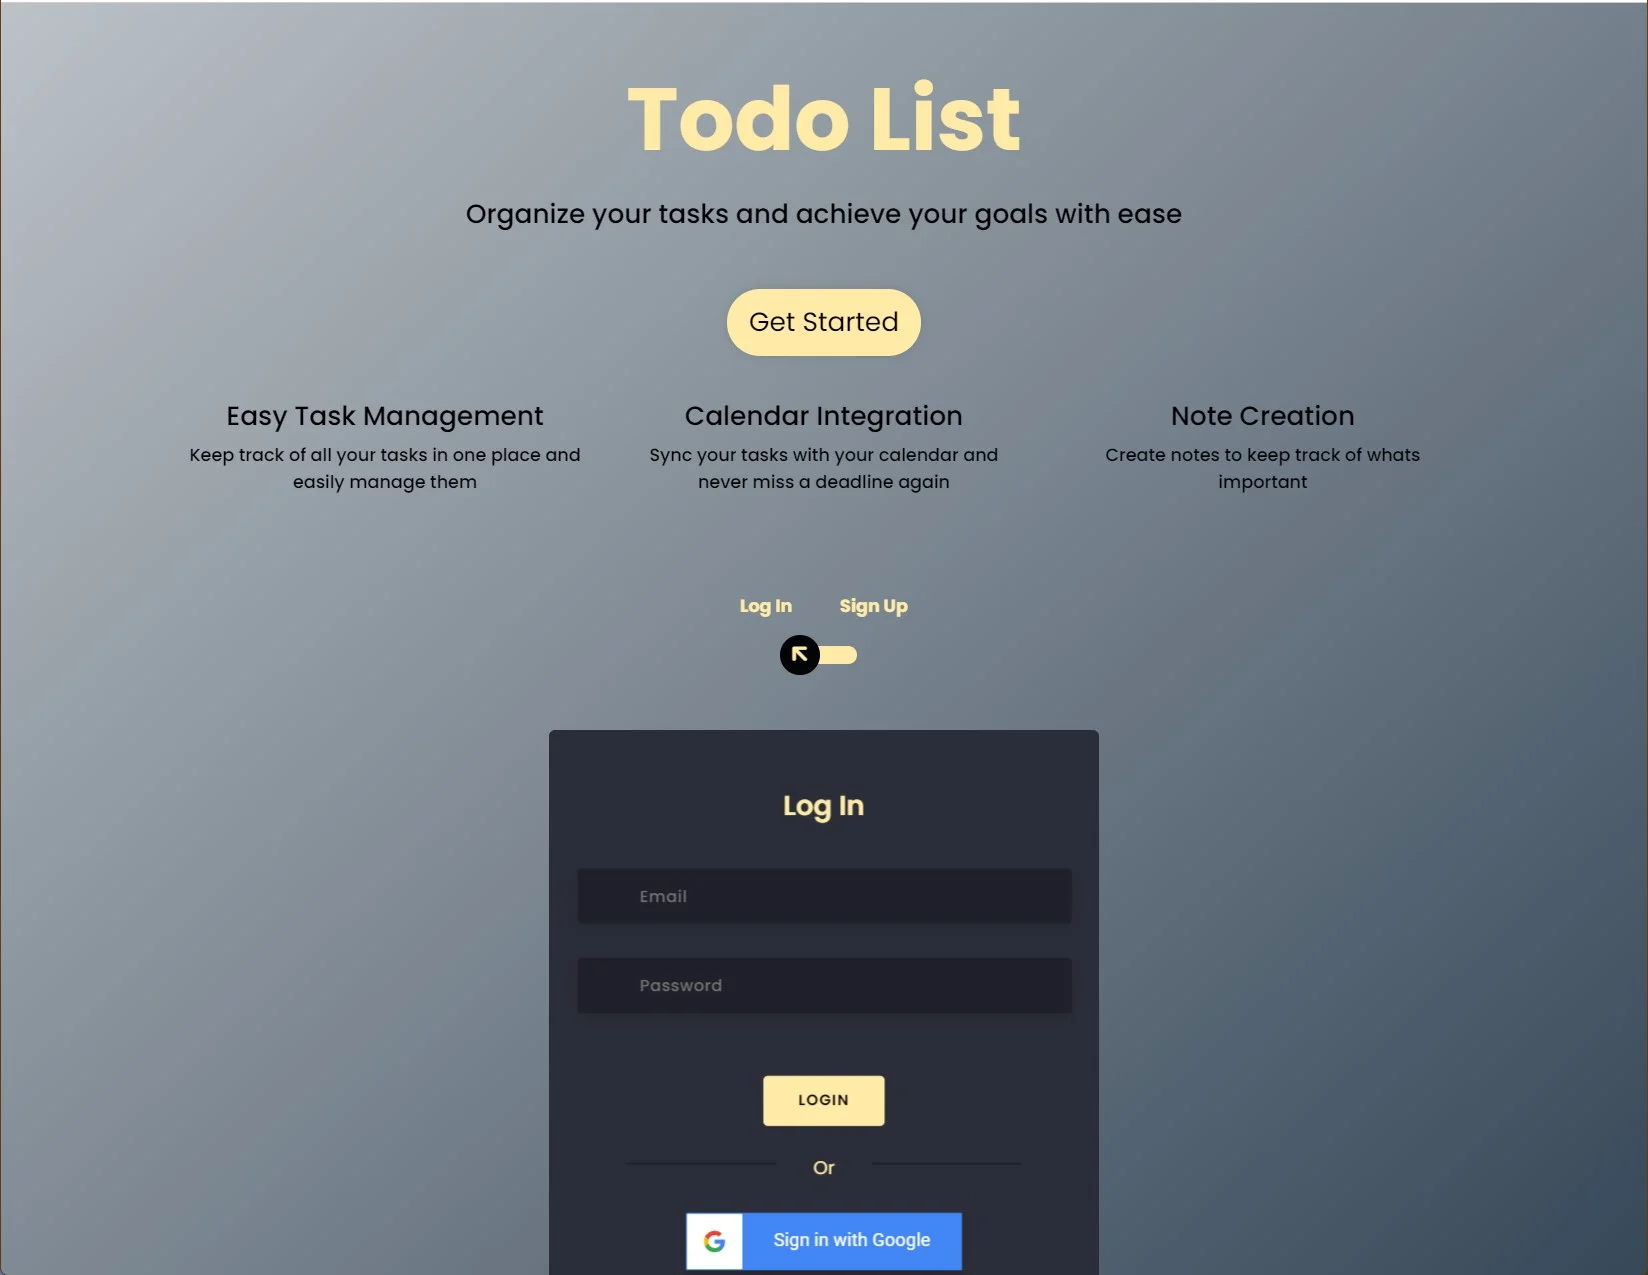 Todo List
Organize your tasks and achieve your goals with ease
Get Started
Easy Task Management
Keep track of all your tasks in one place and
easily manage them
Calendar Integration
Sync your tasks with your calendar and
never miss a deadline again
Note Creation
Create notes to keep track of whats
important
Log In
Sign Up
Log In
Email
Password
LOGIN
Or
Sign in with Google